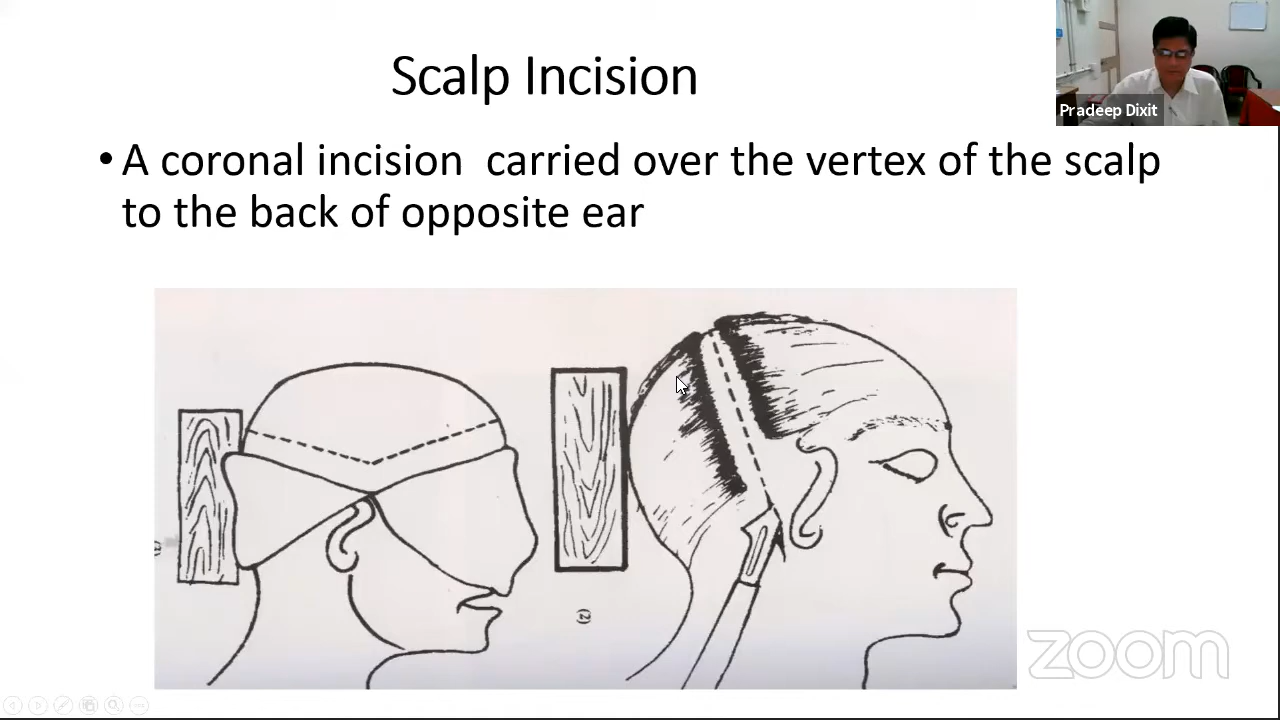 Scalp Incision
Pradeep Dixit
• A coronal incision carried over the vertex of the scalp
to the back of opposite ear
(2)
zoom